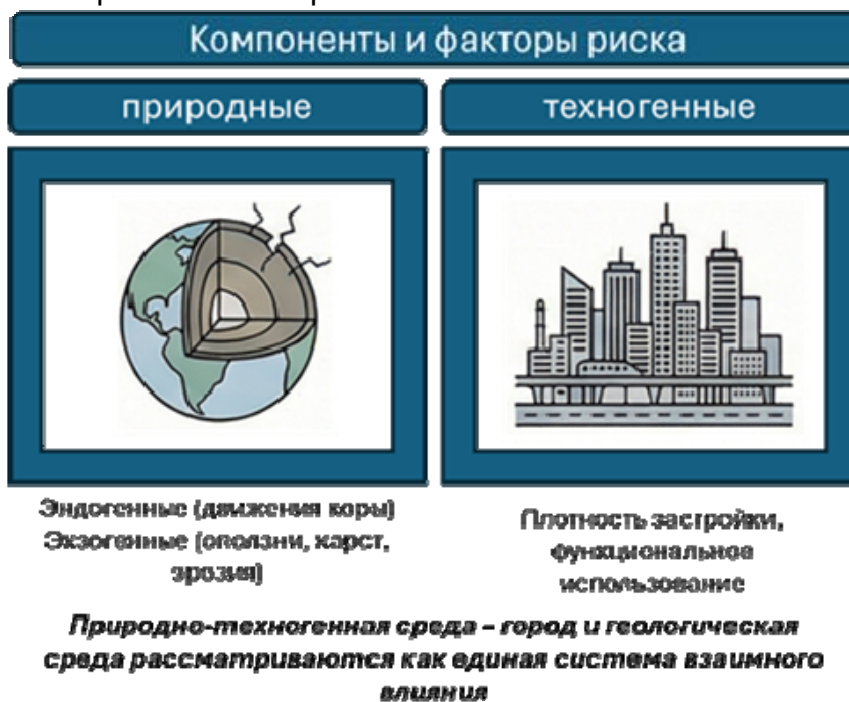 Компоненты и факторы риска
природные
техногенные
Эндогенные (движения коры)
Экзогенные (оползни, карст,
эрозия)
Плотность застройки,
функциональное
использование
Природно-техногенная среда – город и геологическая
среда рассматриваются как единая система взаимного
влияния